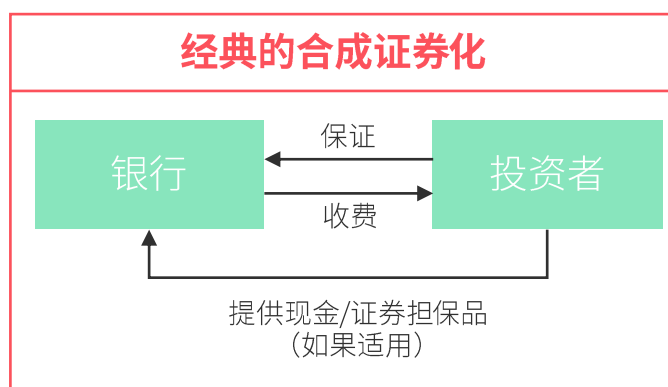 经典的合成证券化
保证
银行
投资者
收费
提供现金/证券担保品
（如果适用）